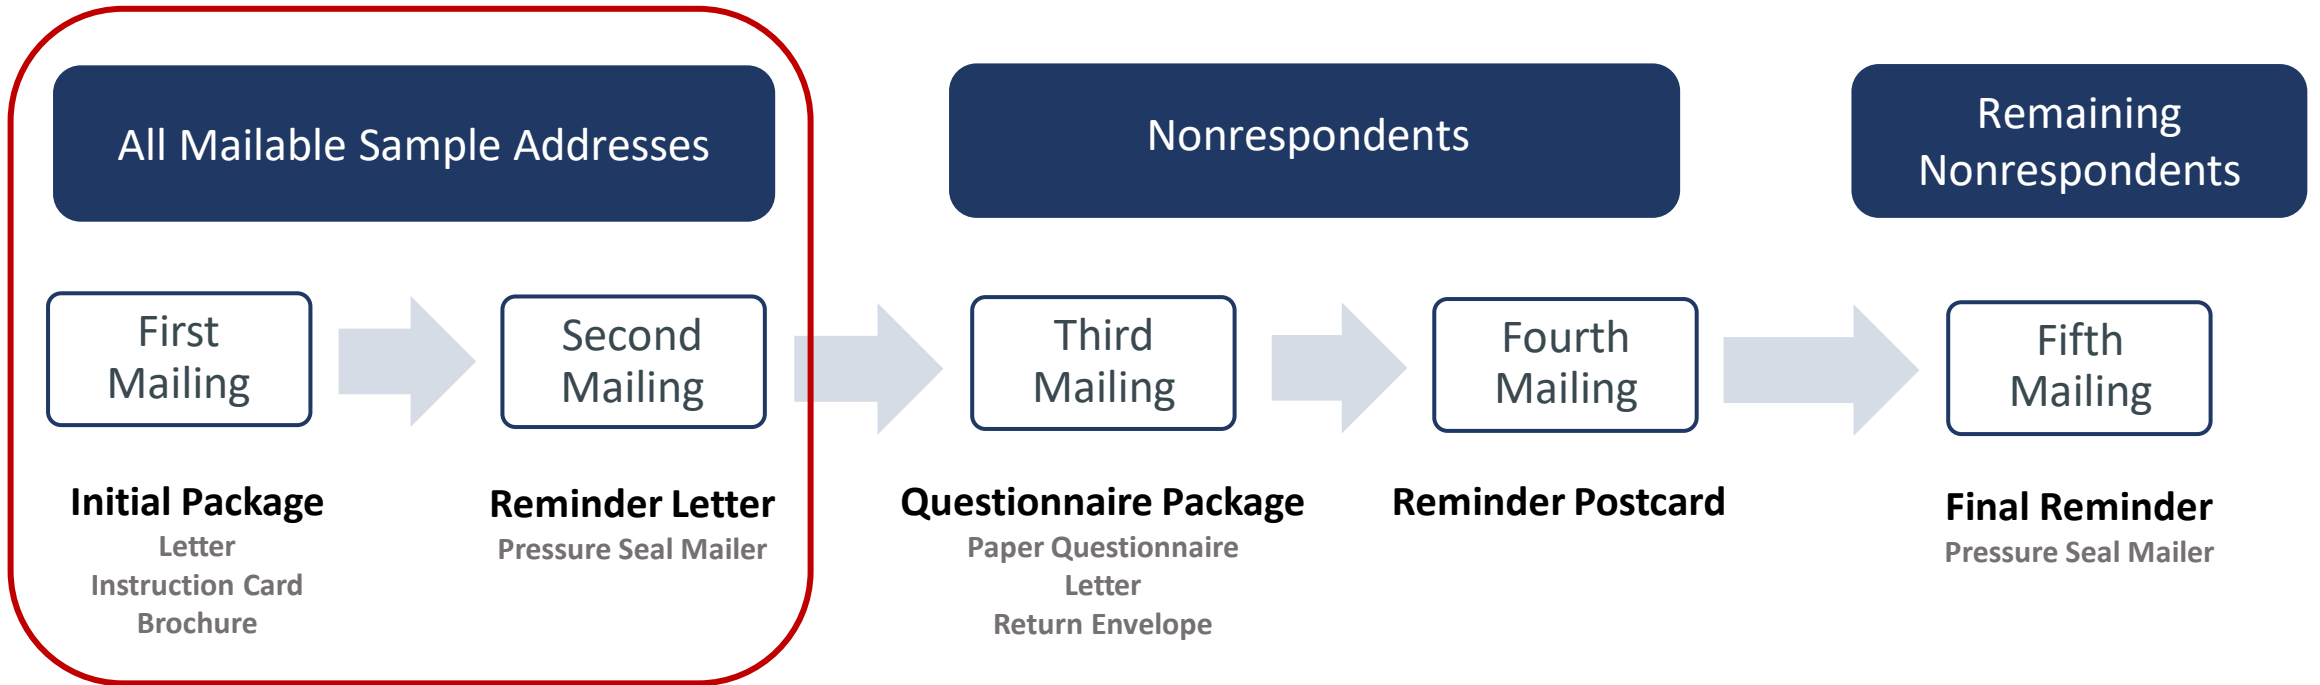 All Mailable Sample Addresses
Nonrespondents
Remaining
Nonrespondents
First
Mailing
Second
Mailing
Third
Mailing
Fourth
Mailing
Fifth
Mailing
Initial Package
Letter
Instruction Card
Brochure
Reminder Letter
Pressure Seal Mailer
Questionnaire Package
Paper Questionnaire
Letter
Return Envelope
Reminder Postcard
Final Reminder
Pressure Seal Mailer